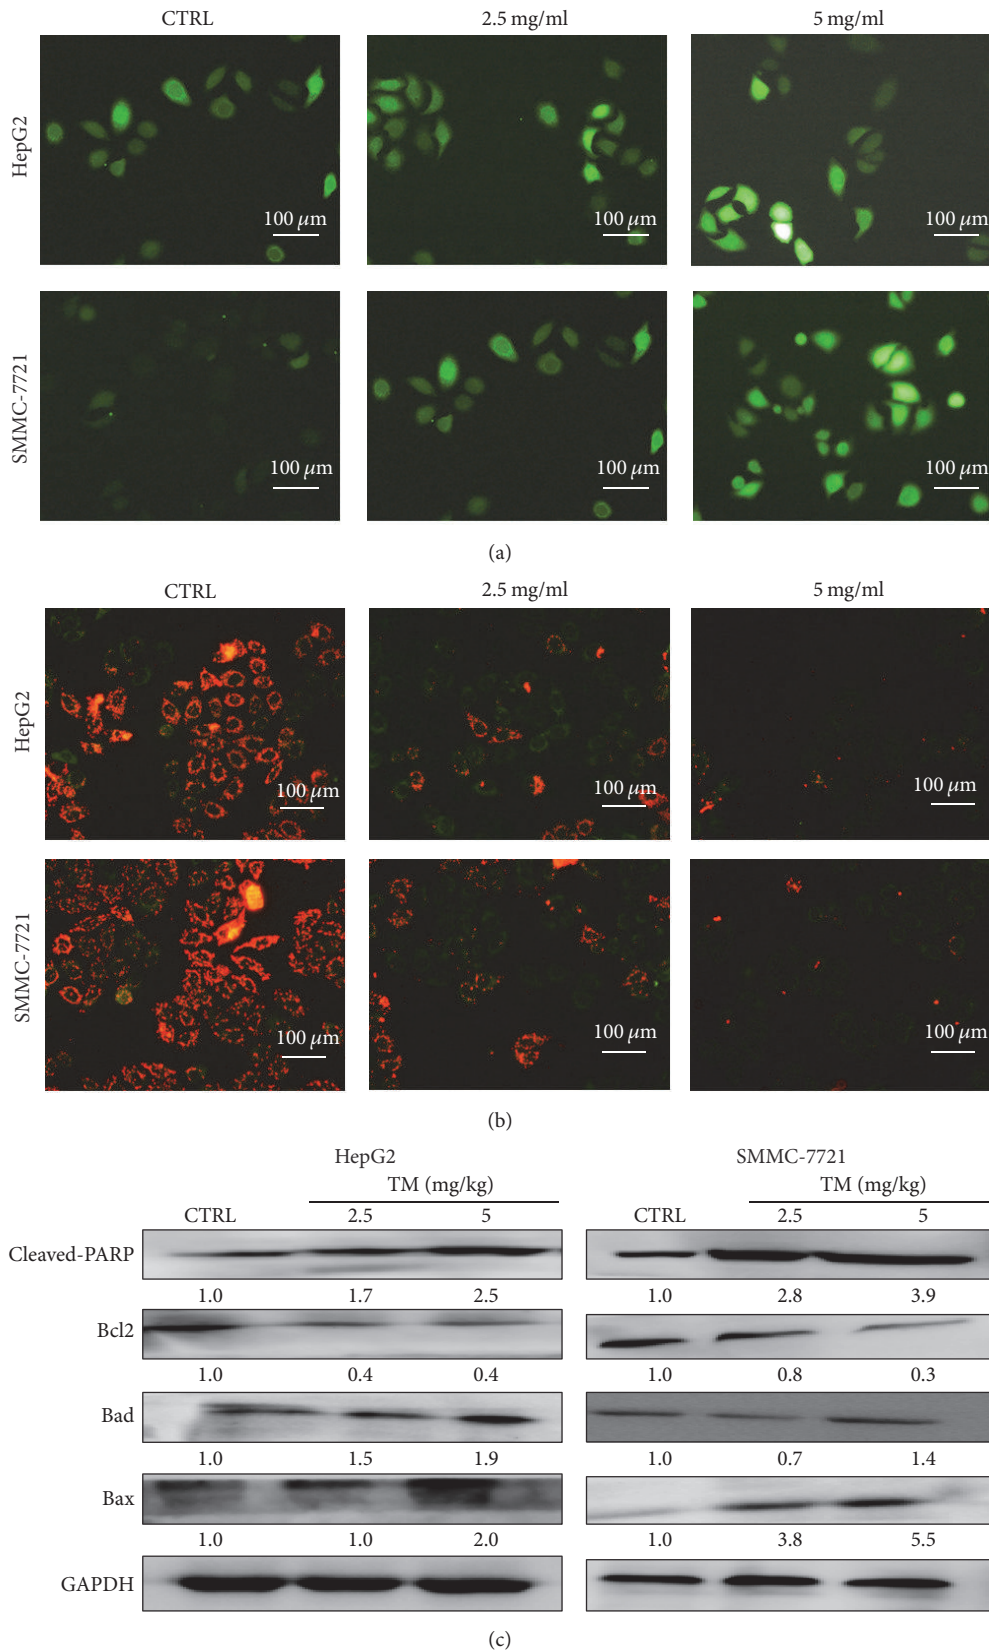 CTRL 2.5 mg/ml 5 mg/ml
HepG2
100 μm 100 μm 100 μm
SMMC-7721
100 μm 100 μm 100 μm
(a)
CTRL 2.5 mg/ml 5 mg/ml
HepG2
100 μm 100 μm 100 μm
SMMC-7721
100 μm 100 μm 100 μm
(b)
HepG2 SMMC-7721
TM (mg/kg) TM (mg/kg)
CTRL 2.5 5 CTRL 2.5 5
Cleaved-PARP
1.0 1.7 2.5 1.0 2.8 3.9
Bcl2
1.0 0.4 0.4 1.0 0.8 0.3
Bad
1.0 1.5 1.9 1.0 0.7 1.4
Bax
1.0 1.0 2.0 1.0 3.8 5.5
GAPDH
(c)